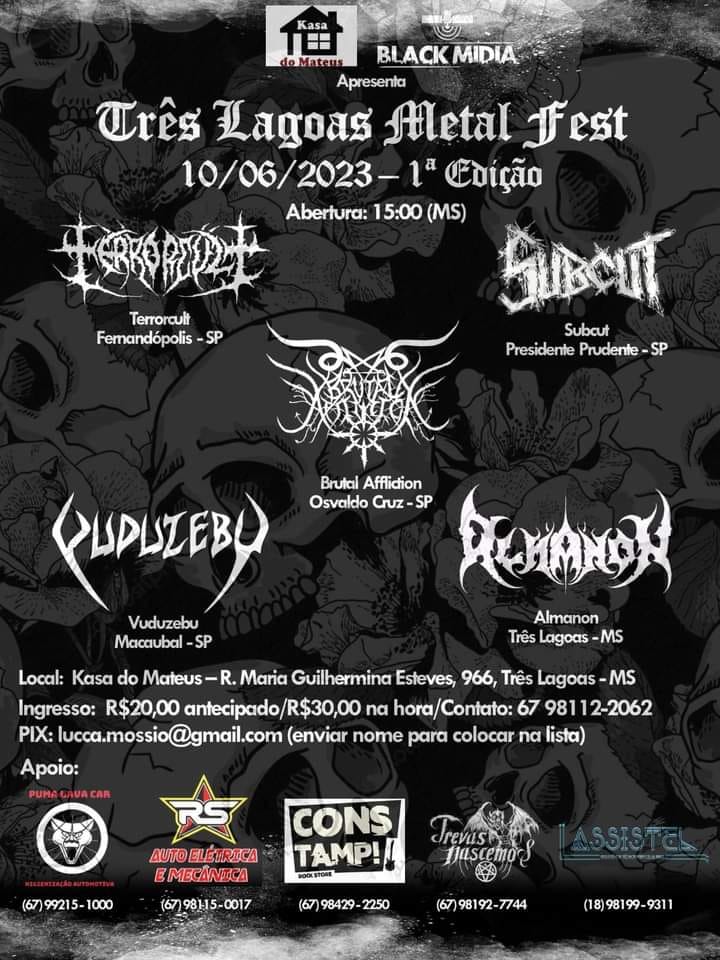 Kasa
do Mateus
BLACK MIDIA
Apresenta
Três Lagoas Metal Fest
10/06/2023 – 1ª Edição
Abertura: 15:00 (MS)
TERRORCULT
Terrorcult
Fernandópolis - SP
SUBCUT
Subcut
Presidente Prudente - SP
BRUTAL AFFLICTION
Brutal Affliction
Osvaldo Cruz - SP
VUDUZEBU
Vuduzebu
Macaubal - SP
ALMANON
Almanon
Três Lagoas - MS
Local: Kasa do Mateus – R. Maria Guilhermina Esteves, 966, Três Lagoas - MS
Ingresso: R$20,00 antecipado/R$30,00 na hora/Contato: 67 98112-2062
PIX: lucca.mossio@gmail.com (enviar nome para colocar na lista)
Apoio:
PUMA LAVA CAR
HIGIENIZAÇÃO AUTOMOTIVA
(67) 99215-1000
RS
AUTO ELÉTRICA
E MECÂNICA
(67) 98115-0017
CONS
TAMP!
ROCK STORE
(67) 98429-2250
Trevas
Nascemos
(67) 98192-7744
LASSISTEL
(18) 98199-9311